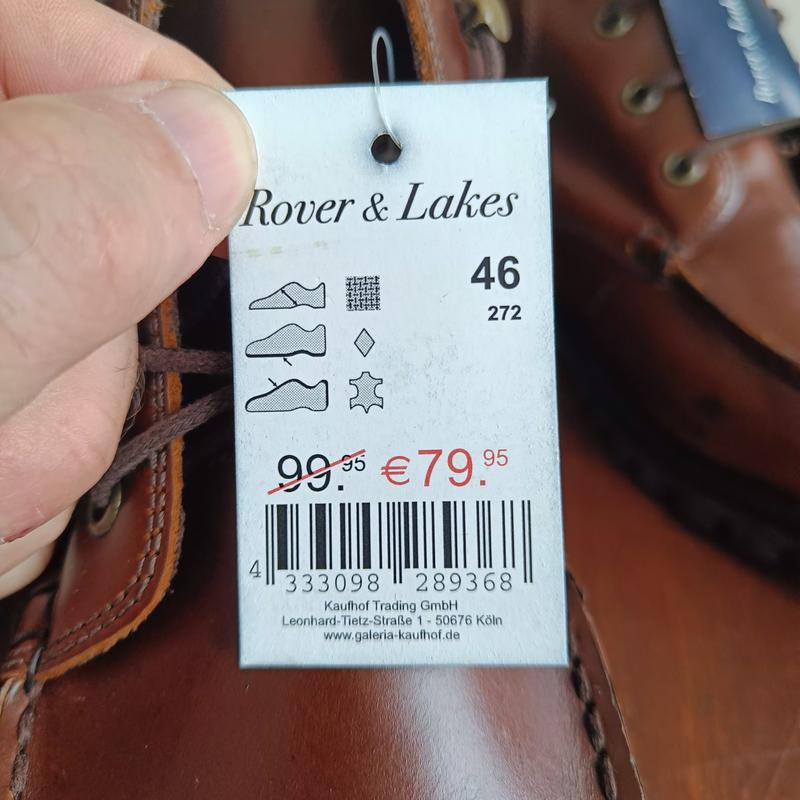 Rover & Lakes
46
272
99.95 €79.95
4 333098 289368
Kaufhof Trading GmbH
Leonhard-Tietz-Straße 1 - 50676 Köln
www.galeria-kaufhof.de